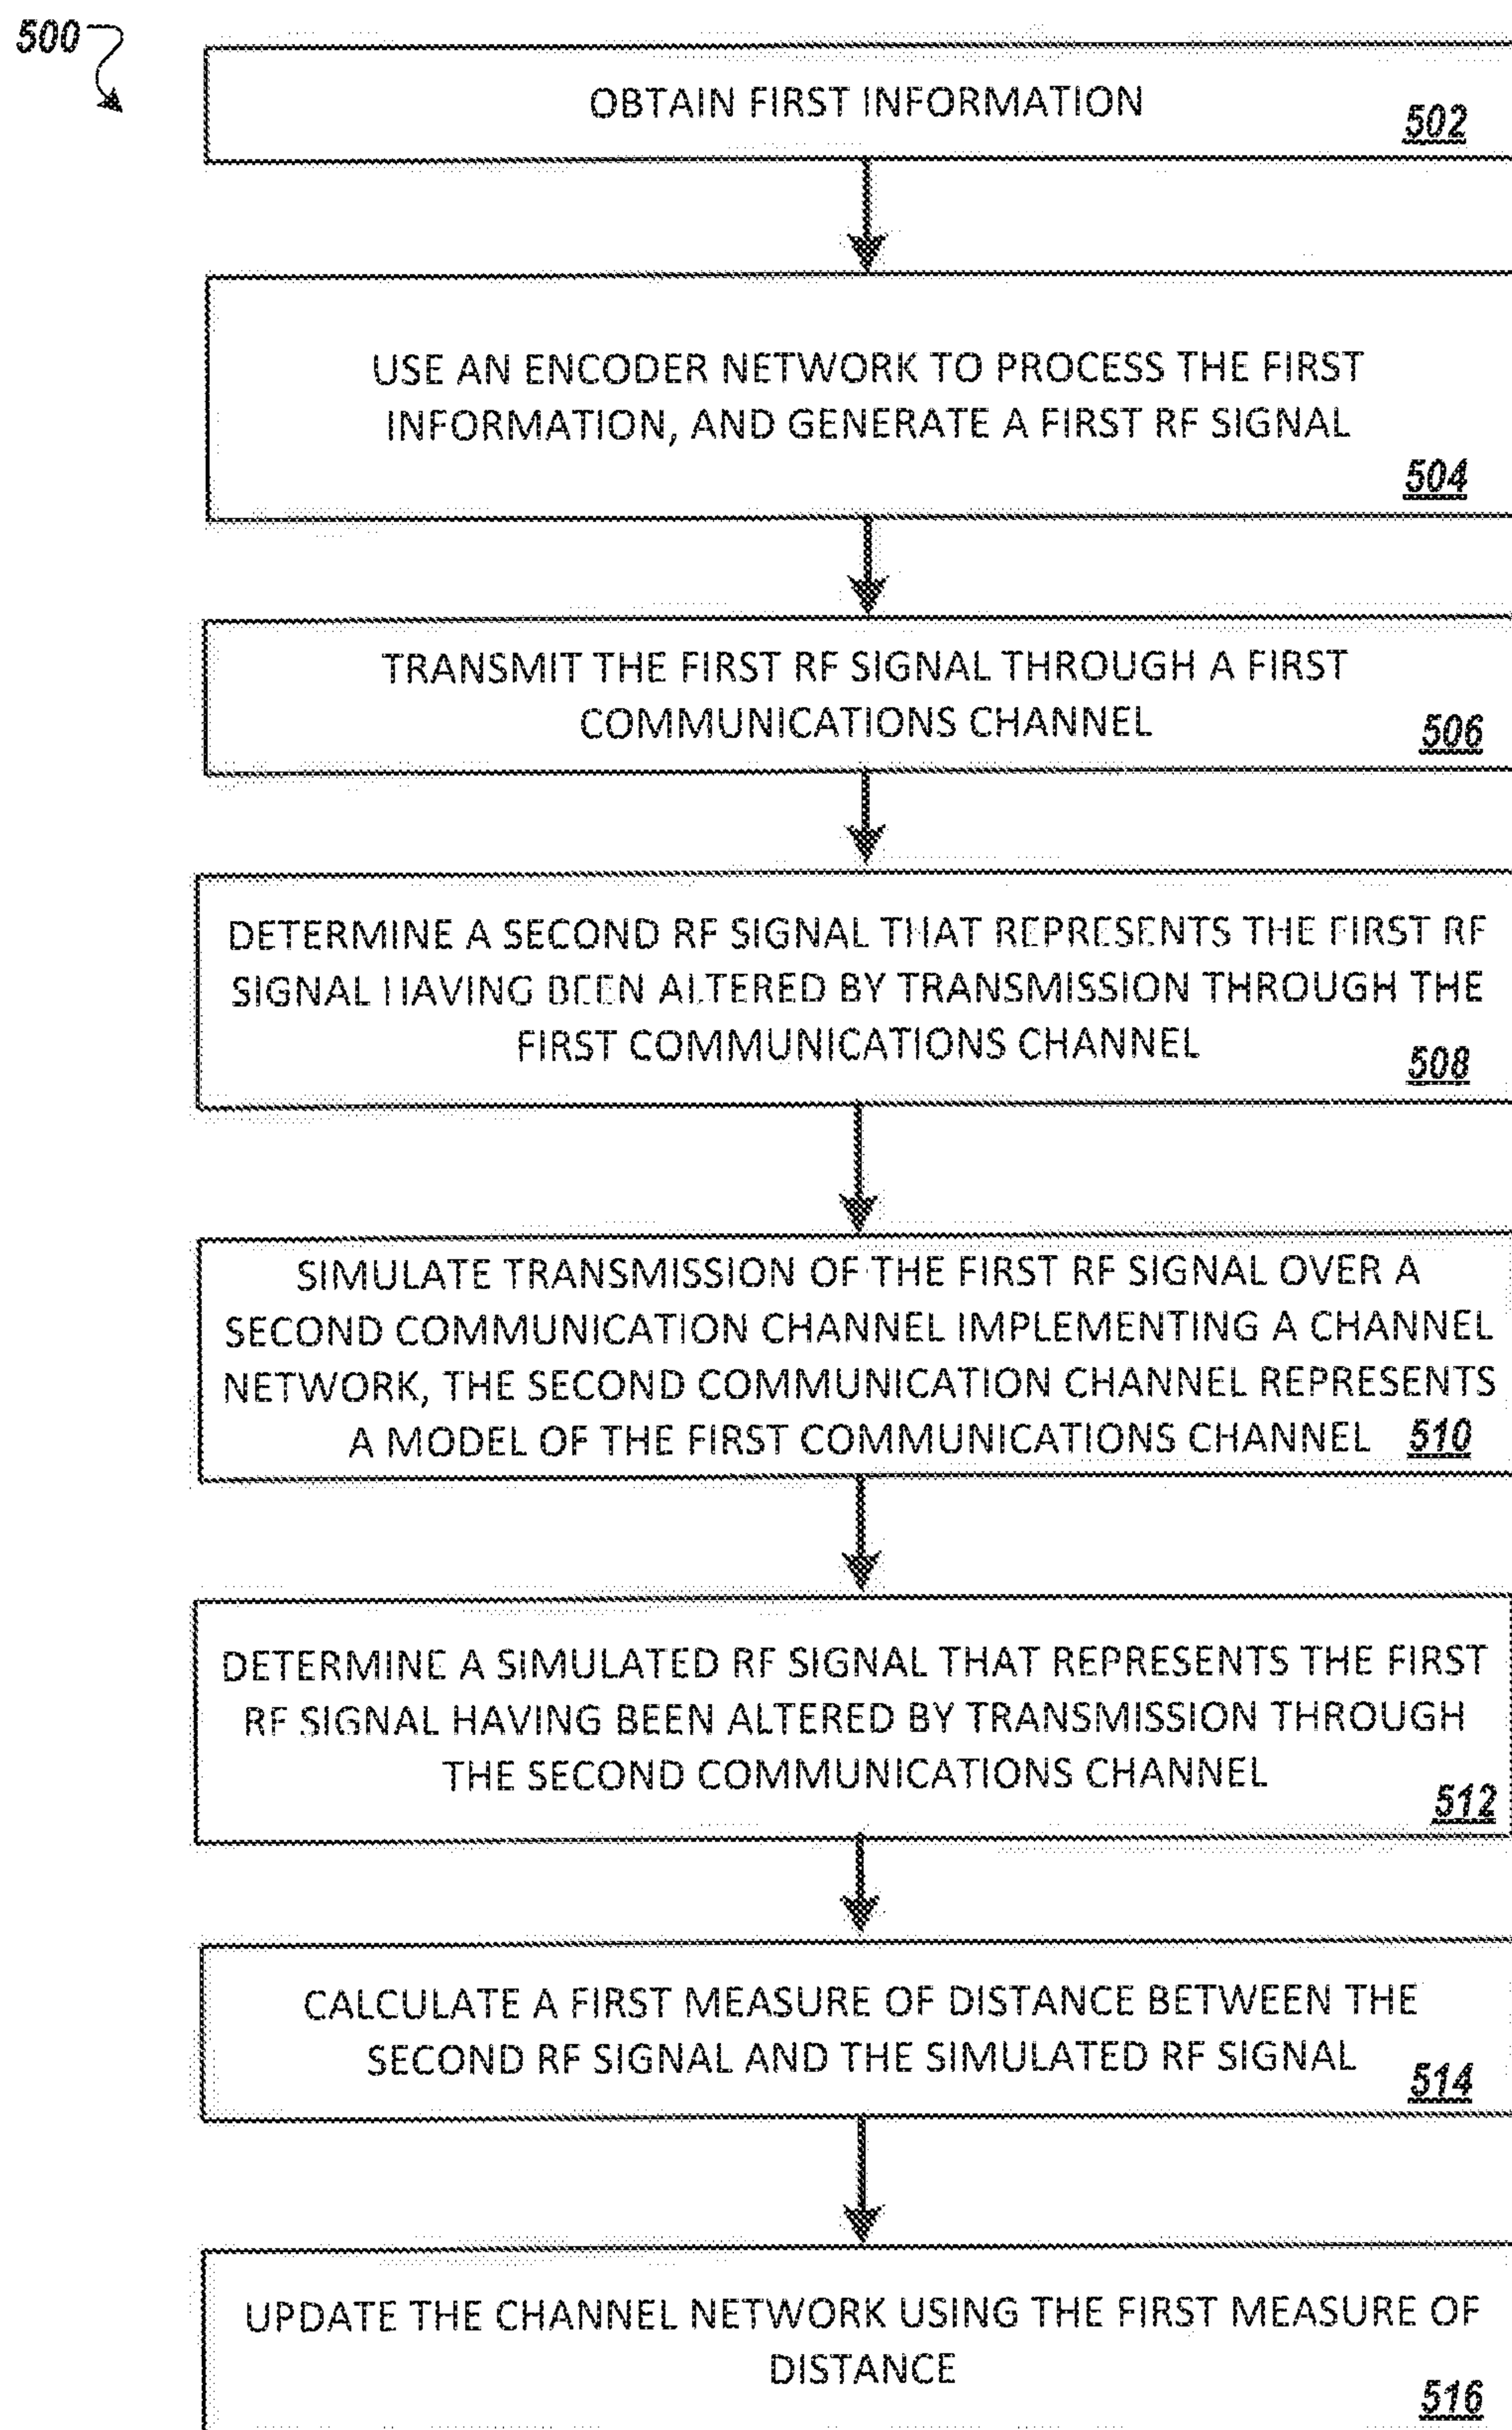 500
OBTAIN FIRST INFORMATION
502
USE AN ENCODER NETWORK TO PROCESS THE FIRST
INFORMATION, AND GENERATE A FIRST RF SIGNAL
504
TRANSMIT THE FIRST RF SIGNAL THROUGH A FIRST
COMMUNICATIONS CHANNEL
506
DETERMINE A SECOND RF SIGNAL THAT REPRESENTS THE FIRST RF
SIGNAL HAVING BEEN ALTERED BY TRANSMISSION THROUGH THE
FIRST COMMUNICATIONS CHANNEL
508
SIMULATE TRANSMISSION OF THE FIRST RF SIGNAL OVER A
SECOND COMMUNICATION CHANNEL IMPLEMENTING A CHANNEL
NETWORK, THE SECOND COMMUNICATION CHANNEL REPRESENTS
A MODEL OF THE FIRST COMMUNICATIONS CHANNEL 510
DETERMINE A SIMULATED RF SIGNAL THAT REPRESENTS THE FIRST
RF SIGNAL HAVING BEEN ALTERED BY TRANSMISSION THROUGH
THE SECOND COMMUNICATIONS CHANNEL
512
CALCULATE A FIRST MEASURE OF DISTANCE BETWEEN THE
SECOND RF SIGNAL AND THE SIMULATED RF SIGNAL
514
UPDATE THE CHANNEL NETWORK USING THE FIRST MEASURE OF
DISTANCE
516